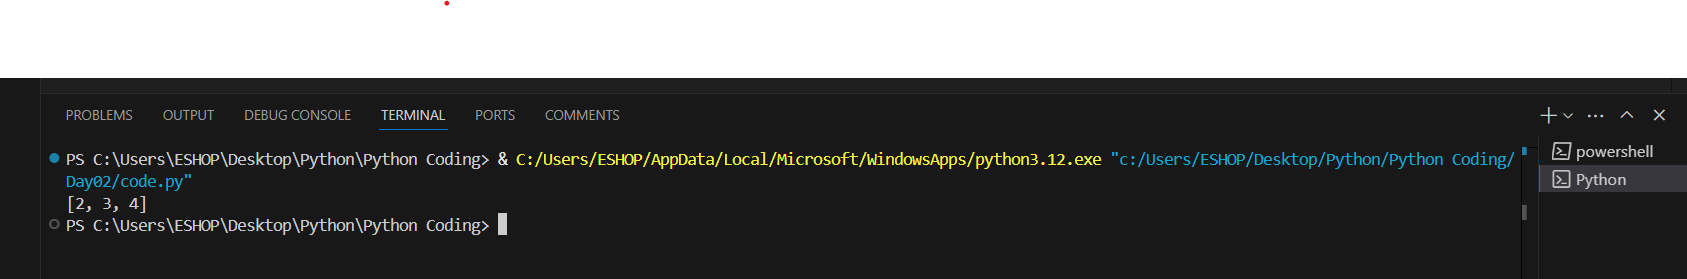 PROBLEMS OUTPUT DEBUG CONSOLE TERMINAL PORTS COMMENTS
PS C:\Users\ESHOP\Desktop\Python\Python Coding> & C:/Users/ESHOP/AppData/Local/Microsoft/WindowsApps/python3.12.exe "c:/Users/ESHOP/Desktop/Python/Python Coding/
Day02/code.py"
[2, 3, 4]
PS C:\Users\ESHOP\Desktop\Python\Python Coding>
powershell
Python